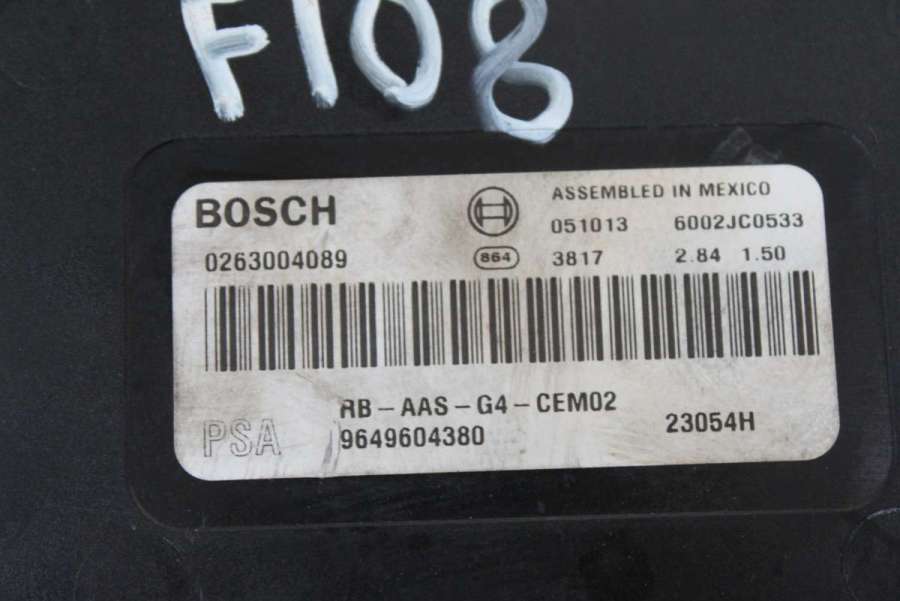 F108
BOSCH
ASSEMBLED IN MEXICO
051013 6002JC0533
0263004089
864
3817 2.84 1.50
RB-AAS-G4-CEM02
PSA
9649604380
23054H